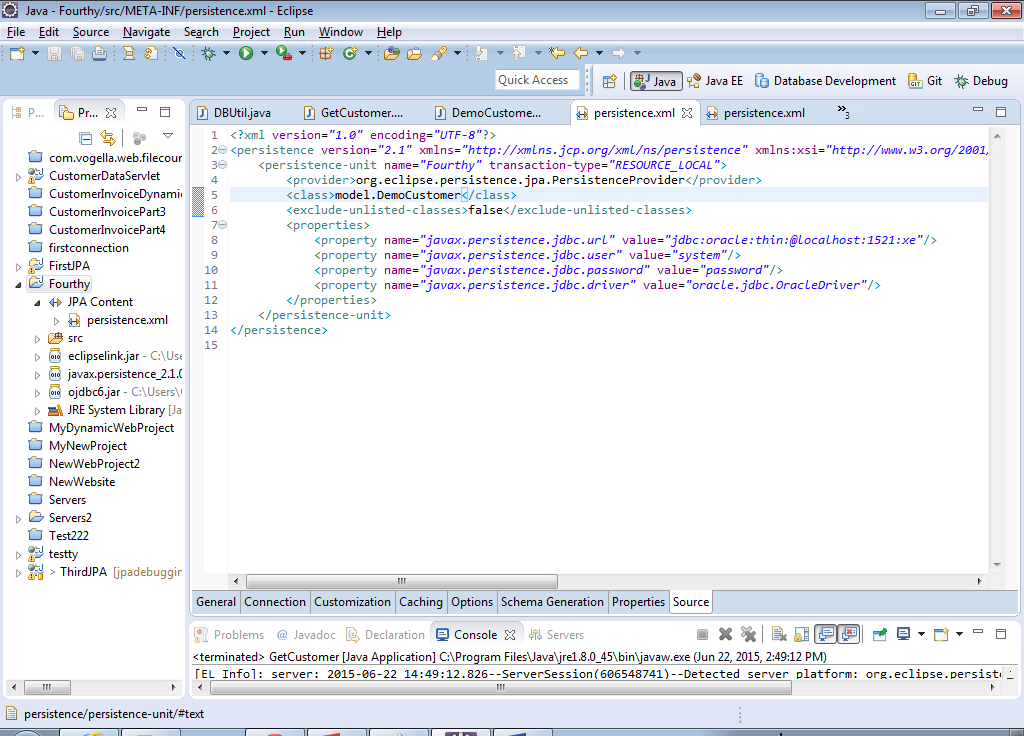 Java - Fourthy/src/META-INF/persistence.xml - Eclipse
File Edit Source Navigate Search Project Run Window Help
Quick Access Java Java EE Database Development Git Debug
P... Pr...
DBUtil.java GetCustomer.... DemoCustome... persistence.xml persistence.xml »3
com.vogella.web.filecour
CustomerDataServlet
CustomerInvoiceDynami
CustomerInvoicePart3
CustomerInvoicePart4
firstconnection
FirstJPA
Fourthy
JPA Content
persistence.xml
src
eclipselink.jar - C:\Use
javax.persistence_2.1.0
ojdbc6.jar - C:\Users\
JRE System Library [Ja
MyDynamicWebProject
MyNewProject
NewWebProject2
NewWebsite
Servers
Servers2
Test222
testty
> ThirdJPA [jpadebuggin
1 <?xml version="1.0" encoding="UTF-8"?>
2 <persistence version="2.1" xmlns="http://xmlns.jcp.org/xml/ns/persistence" xmlns:xsi="http://www.w3.org/2001/
3 <persistence-unit name="Fourthy" transaction-type="RESOURCE_LOCAL">
4 <provider>org.eclipse.persistence.jpa.PersistenceProvider</provider>
5 <class>model.DemoCustomer</class>
6 <exclude-unlisted-classes>false</exclude-unlisted-classes>
7 <properties>
8 <property name="javax.persistence.jdbc.url" value="jdbc:oracle:thin:@localhost:1521:xe"/>
9 <property name="javax.persistence.jdbc.user" value="system"/>
10 <property name="javax.persistence.jdbc.password" value="password"/>
11 <property name="javax.persistence.jdbc.driver" value="oracle.jdbc.OracleDriver"/>
12 </properties>
13 </persistence-unit>
14 </persistence>
15
General Connection Customization Caching Options Schema Generation Properties Source
Problems @ Javadoc Declaration Console Servers
<terminated> GetCustomer [Java Application] C:\Program Files\Java\jre1.8.0_45\bin\javaw.exe (Jun 22, 2015, 2:49:12 PM)
[EL Info]: server: 2015-06-22 14:49:12.826--ServerSession(606548741)--Detected server platform: org.eclipse.persiste
persistence/persistence-unit/#text